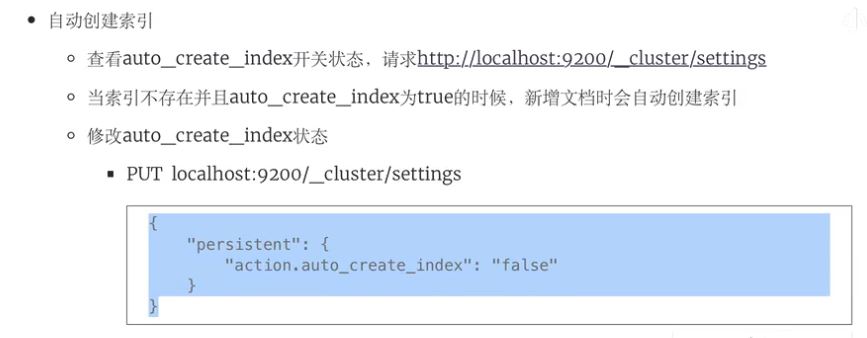 自动创建索引
查看auto_create_index开关状态，请求http://localhost:9200/_cluster/settings
当索引不存在并且auto_create_index为true的时候，新增文档时会自动创建索引
修改auto_create_index状态
PUT localhost:9200/_cluster/settings
{
    "persistent": {
        "action.auto_create_index": "false"
    }
}